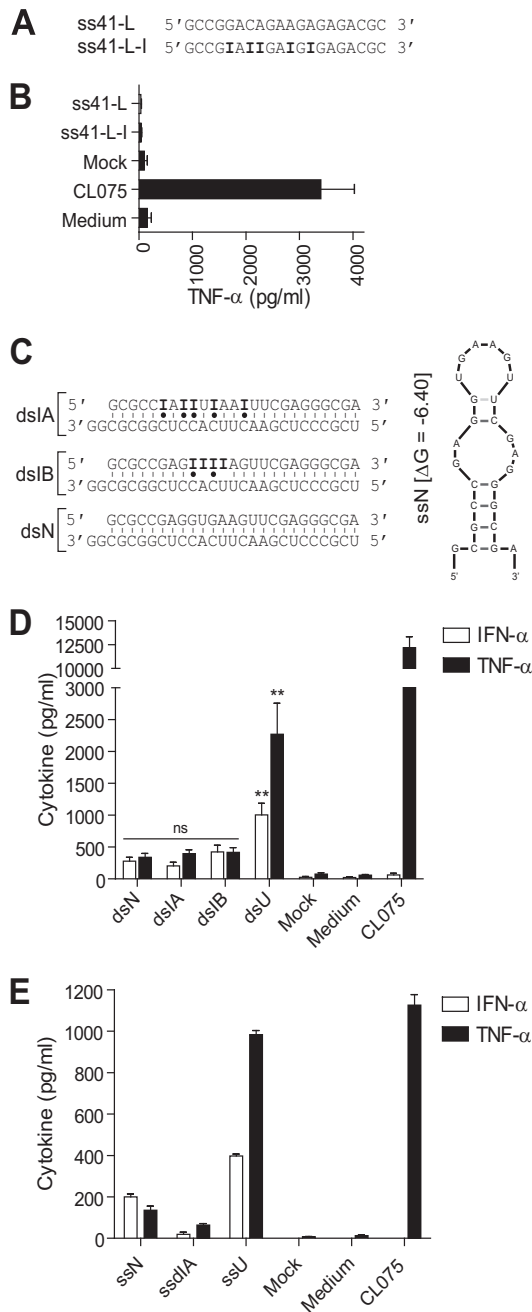 A
ss41-L 5′GCCGGACAGAAGAGAGACGC 3′
ss41-L-I 5′GCCGIAIIGAIGIGAGACGC 3′
B
ss41-L
ss41-L-I
Mock
CL075
Medium
0 1000 2000 3000 4000
TNF-α (pg/ml)
C
dsIA
5′ GCGCCIAIIUIAAIUUCGAGGGCGA 3′
3′GGCGCGGCUCCACUUCAAGCUCCCGCU 5′
dsIB
5′ GCGCCGAGIIIIAGUUCGAGGGCGA 3′
3′GGCGCGGCUCCACUUCAAGCUCCCGCU 5′
dsN
5′ GCGCCGAGGUGAAGUUCGAGGGCGA 3′
3′GGCGCGGCUCCACUUCAAGCUCCCGCU 5′
ssN [ΔG = -6.40]
G C G C C G A G G U G A A G U U C G A G G G C G A
5′ 3′
D
IFN-α
TNF-α
Cytokine (pg/ml)
15000
12500
10000
3000
2500
2000
1500
1000
500
0
ns
**
**
dsN dsIA dsIB dsU Mock Medium CL075
E
IFN-α
TNF-α
Cytokine (pg/ml)
1200
1000
800
600
400
200
0
ssN ssdIA ssU Mock Medium CL075